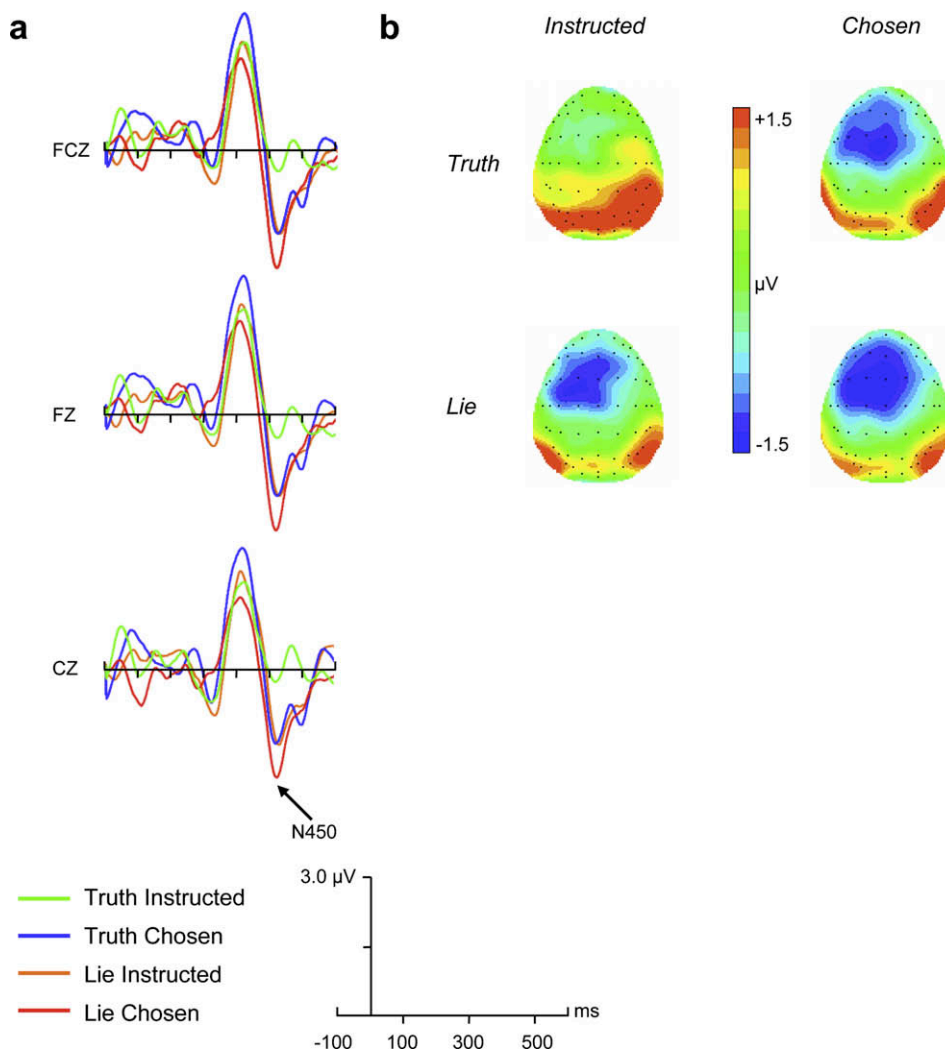 a
b
Instructed
Chosen
FCZ
Truth
+1.5
µV
-1.5
FZ
Lie
CZ
N450
3.0 µV
Truth Instructed
Truth Chosen
Lie Instructed
Lie Chosen
ms
-100 100 300 500